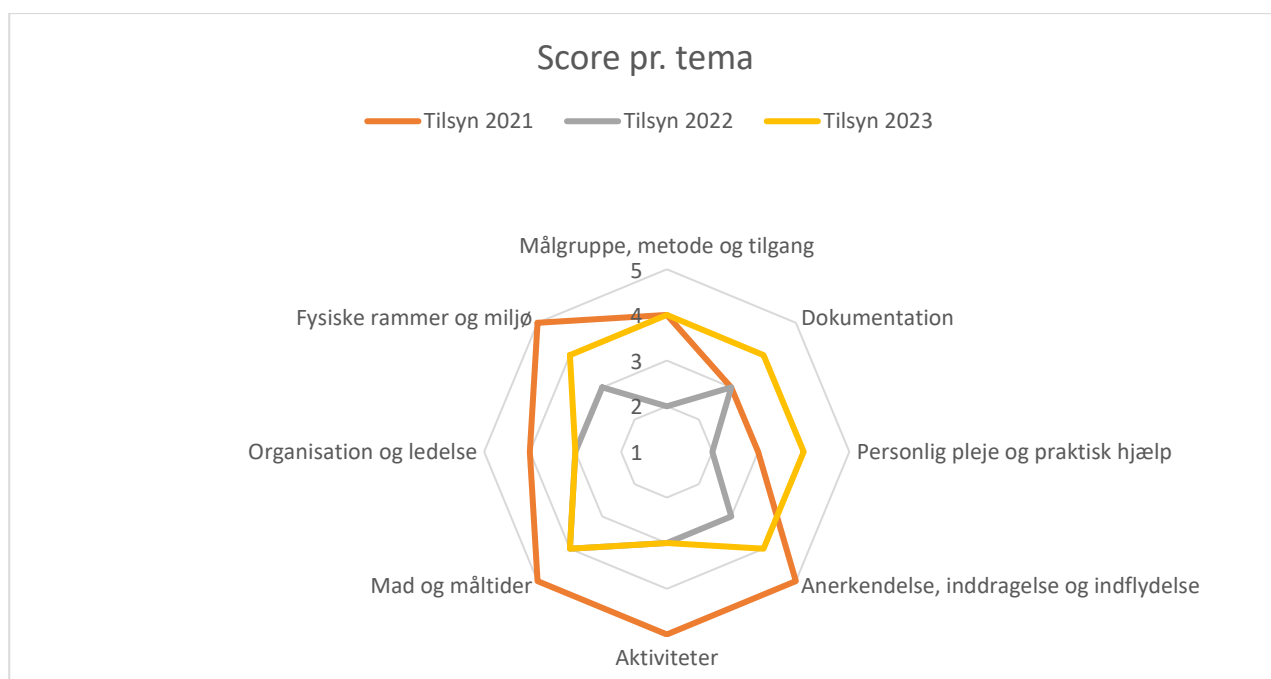 Score pr. tema
Tilsyn 2021 Tilsyn 2022 Tilsyn 2023
Målgruppe, metode og tilgang
5
Fysiske rammer og miljø
4
Dokumentation
3
2
Organisation og ledelse
1
Personlig pleje og praktisk hjælp
Mad og måltider
Anerkendelse, inddragelse og indflydelse
Aktiviteter